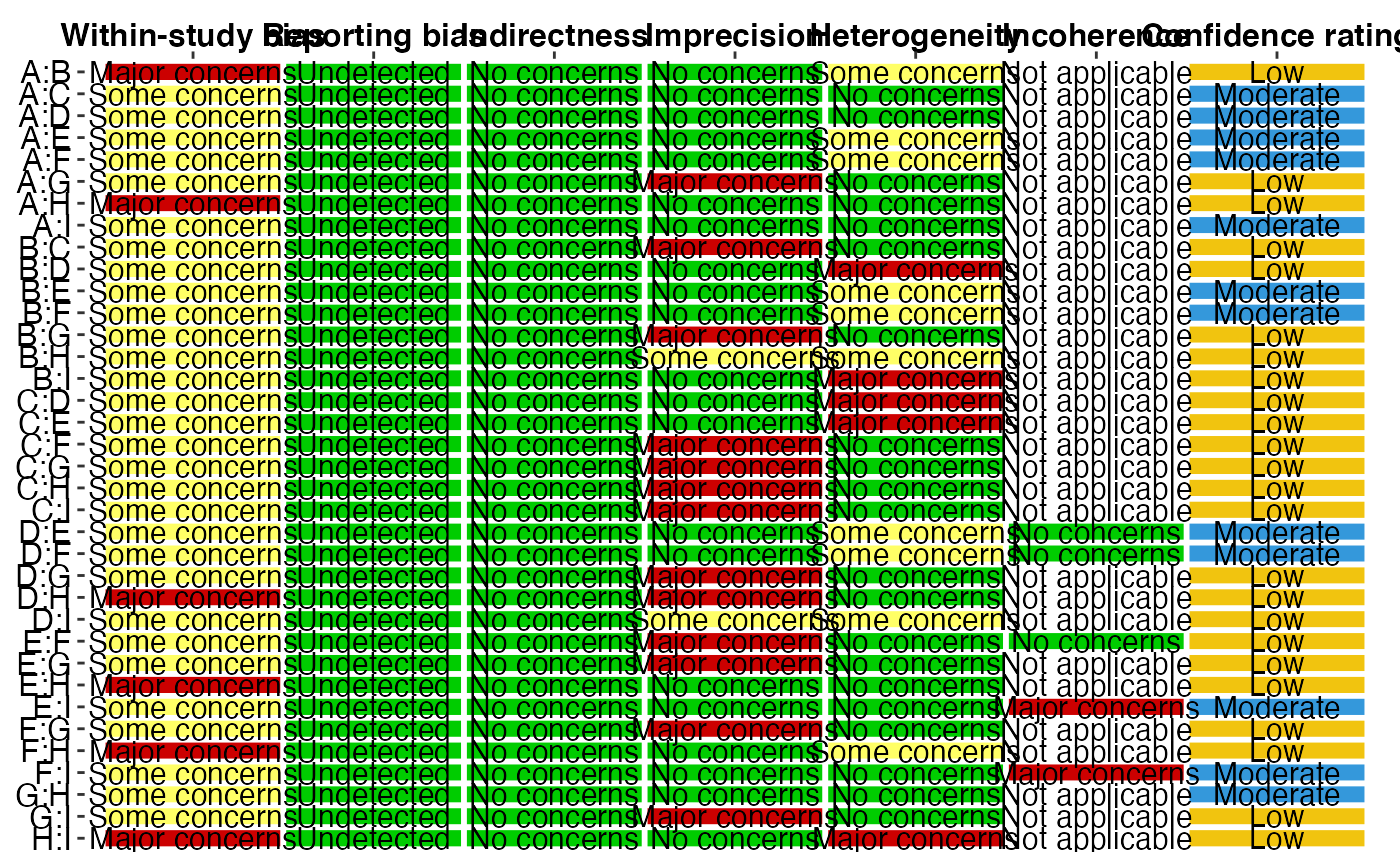 Within-study bias Reporting bias Indirectness Imprecision Heterogeneity Incoherence Confidence rating
A:B Major concerns Undetected No concerns No concerns Some concerns Not applicable Low
A:C Some concerns Undetected No concerns No concerns No concerns Not applicable Moderate
A:D Some concerns Undetected No concerns No concerns No concerns Not applicable Moderate
A:E Some concerns Undetected No concerns No concerns Some concerns Not applicable Moderate
A:F Some concerns Undetected No concerns No concerns Some concerns Not applicable Moderate
A:G Some concerns Undetected No concerns Major concerns No concerns Not applicable Low
A:H Major concerns Undetected No concerns No concerns No concerns Not applicable Low
A:I Some concerns Undetected No concerns No concerns No concerns Not applicable Moderate
B:C Some concerns Undetected No concerns Major concerns No concerns Not applicable Low
B:D Some concerns Undetected No concerns No concerns Major concerns Not applicable Low
B:E Some concerns Undetected No concerns No concerns Some concerns Not applicable Moderate
B:F Some concerns Undetected No concerns No concerns Some concerns Not applicable Moderate
B:G Some concerns Undetected No concerns Major concerns No concerns Not applicable Low
B:H Some concerns Undetected No concerns Some concerns Some concerns Not applicable Low
B:I Some concerns Undetected No concerns No concerns Major concerns Not applicable Low
C:D Some concerns Undetected No concerns No concerns Major concerns Not applicable Low
C:E Some concerns Undetected No concerns No concerns Major concerns Not applicable Low
C:F Some concerns Undetected No concerns Major concerns No concerns Not applicable Low
C:G Some concerns Undetected No concerns Major concerns No concerns Not applicable Low
C:H Some concerns Undetected No concerns Major concerns No concerns Not applicable Low
C:I Some concerns Undetected No concerns Major concerns No concerns Not applicable Low
D:E Some concerns Undetected No concerns No concerns Some concerns No concerns Moderate
D:F Some concerns Undetected No concerns No concerns Some concerns No concerns Moderate
D:G Some concerns Undetected No concerns Major concerns No concerns Not applicable Low
D:H Major concerns Undetected No concerns Major concerns No concerns Not applicable Low
D:I Some concerns Undetected No concerns Some concerns Some concerns Not applicable Low
E:F Some concerns Undetected No concerns Major concerns No concerns No concerns Low
E:G Some concerns Undetected No concerns Major concerns No concerns Not applicable Low
E:H Major concerns Undetected No concerns No concerns No concerns Not applicable Low
E:I Some concerns Undetected No concerns No concerns No concerns Major concerns Moderate
F:G Some concerns Undetected No concerns Major concerns No concerns Not applicable Low
F:H Major concerns Undetected No concerns No concerns Some concerns Not applicable Low
F:I Some concerns Undetected No concerns No concerns No concerns Major concerns Moderate
G:H Some concerns Undetected No concerns No concerns No concerns Not applicable Moderate
G:I Some concerns Undetected No concerns Major concerns No concerns Not applicable Low
H:I Major concerns Undetected No concerns No concerns Major concerns Not applicable Low